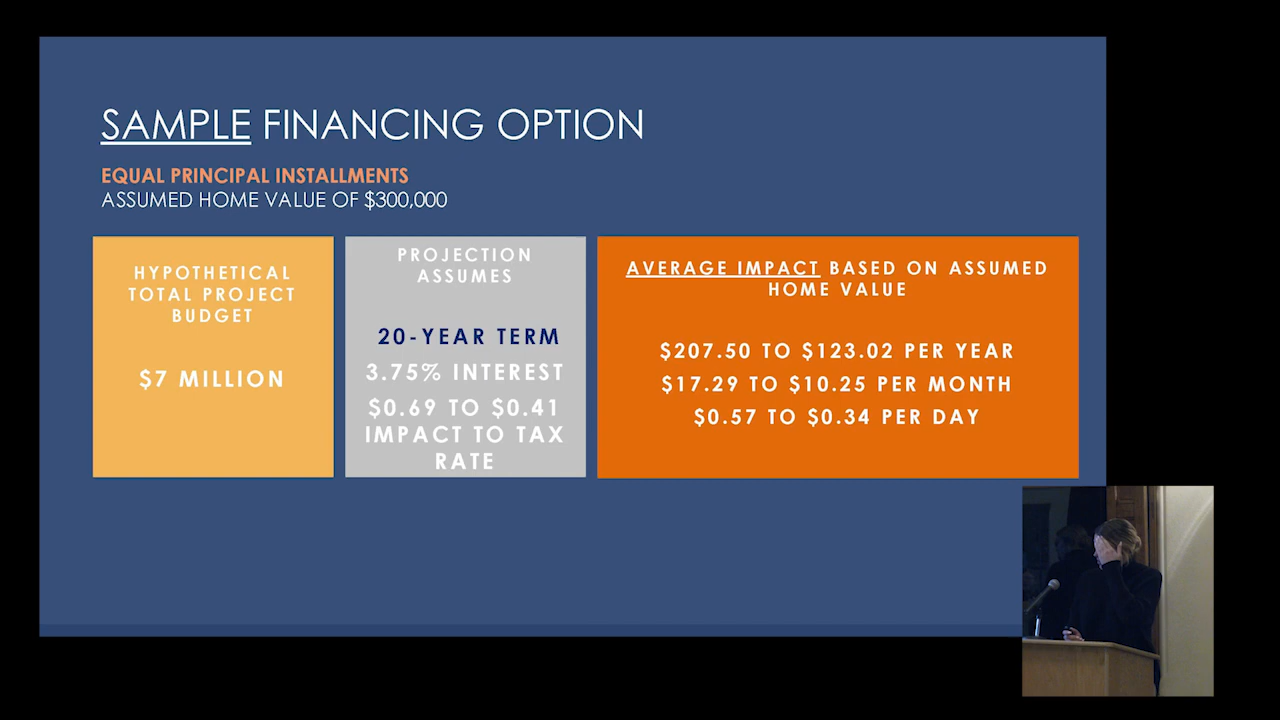 SAMPLE FINANCING OPTION
EQUAL PRINCIPAL INSTALLMENTS
ASSUMED HOME VALUE OF $300,000
HYPOTHETICAL
TOTAL PROJECT
BUDGET
$7 MILLION
PROJECTION
ASSUMES
20-YEAR TERM
3.75% INTEREST
$0.69 TO $0.41
IMPACT TO TAX
RATE
AVERAGE IMPACT BASED ON ASSUMED
HOME VALUE
$207.50 TO $123.02 PER YEAR
$17.29 TO $10.25 PER MONTH
$0.57 TO $0.34 PER DAY